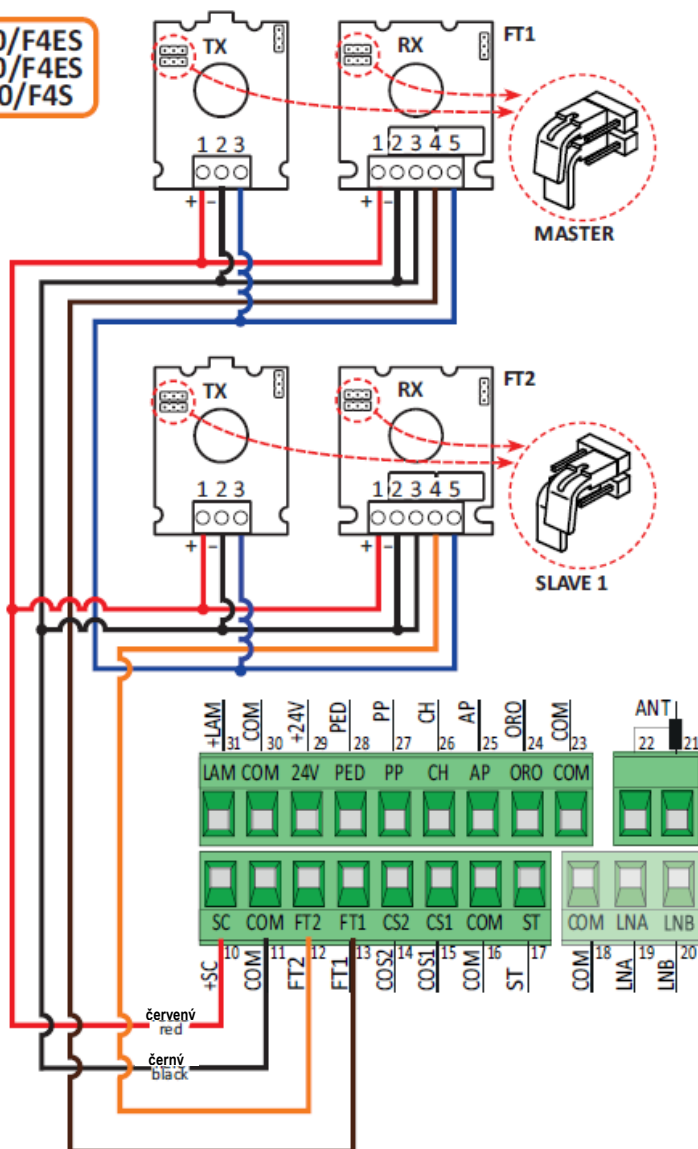 0/F4ES
0/F4ES
0/F4S
TX
RX
FT1
1 2 3
1 2 3 4 5
+ –
+ –
MASTER
TX
RX
FT2
1 2 3
1 2 3 4 5
+ –
+ –
SLAVE 1
+LAM COM +24V PED PP CH AP ORO COM ANT
31 30 29 28 27 26 25 24 23 22 21
LAM COM 24V PED PP CH AP ORO COM
SC COM FT2 FT1 CS2 CS1 COM ST COM LNA LNB
10 11 12 13 14 15 16 17 18 19 20
+SC COM FT2 FT1 COS2 COS1 COM ST COM LNA LNB
červený
red
černý
black